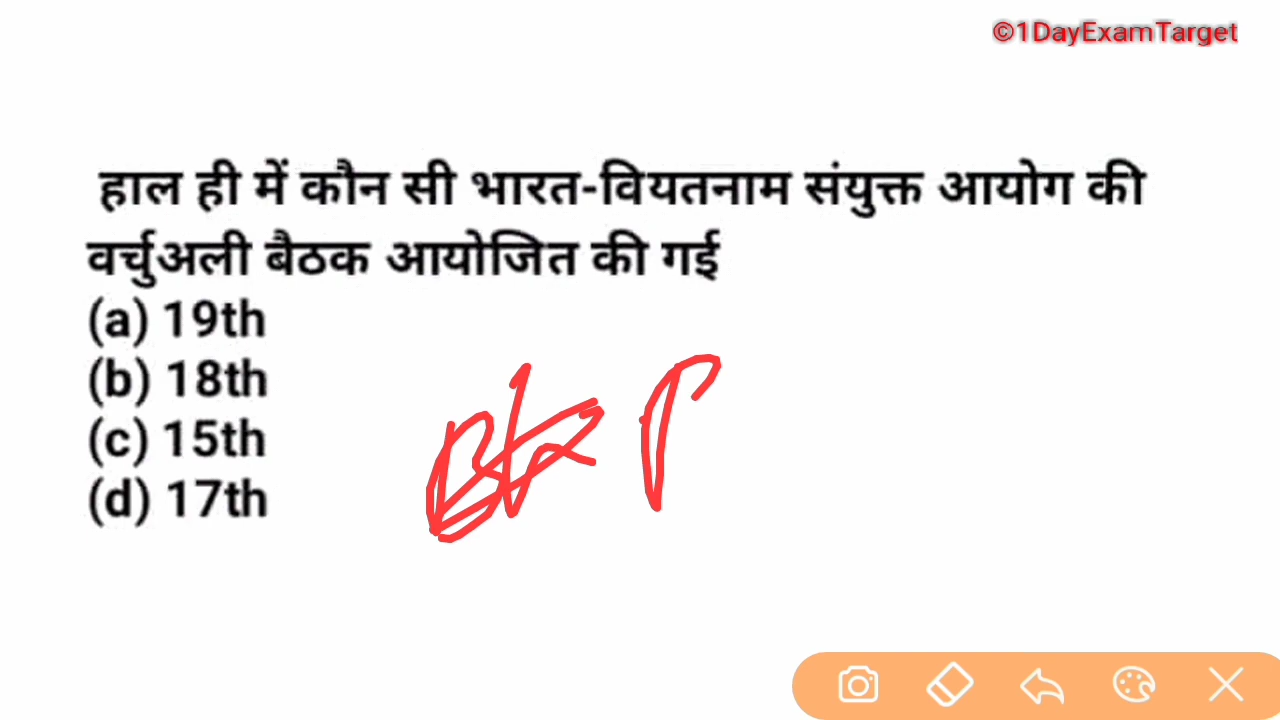 ©1DayExamTarget
हाल ही में कौन सी भारत-वियतनाम संयुक्त आयोग की
वर्चुअली बैठक आयोजित की गई
(a) 19th
(b) 18th
(c) 15th
(d) 17th